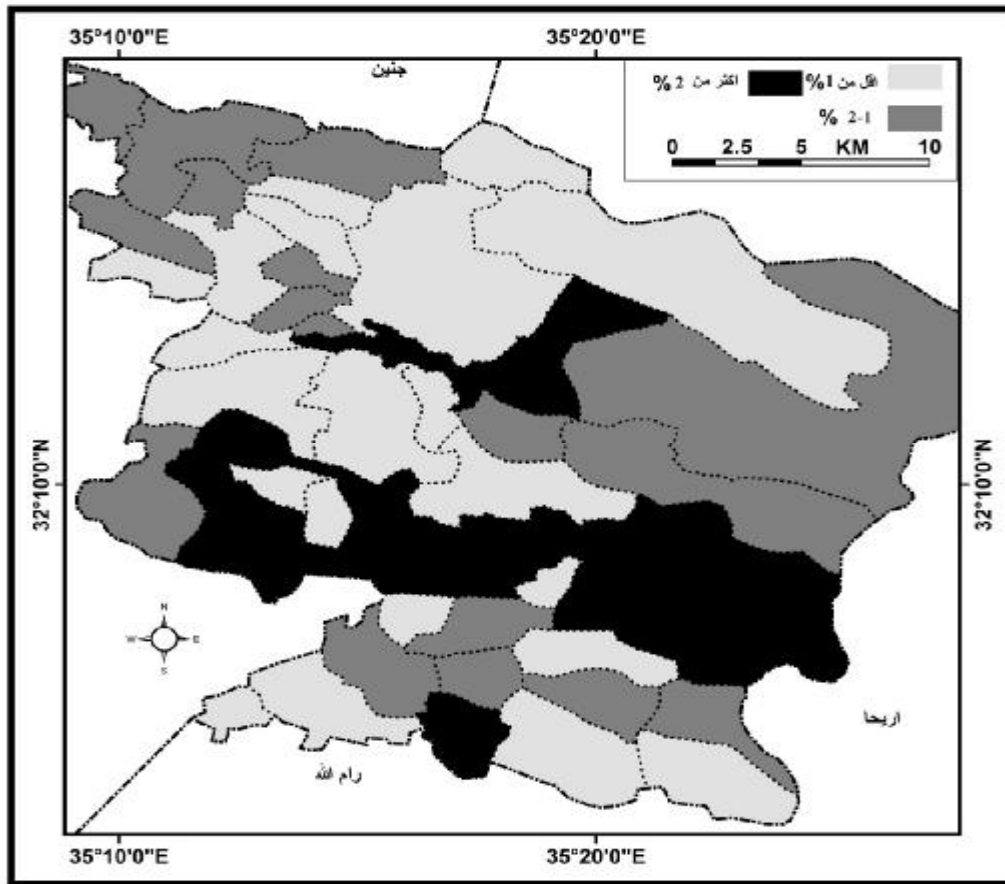 35°10'0"E 35°20'0"E
جنين
اقل من 1% اكثر من 2 %
2-1 %
0 2.5 5 KM 10
32°10'0"N 32°10'0"N
N
W E
S
اريحا
رام الله
35°10'0"E 35°20'0"E